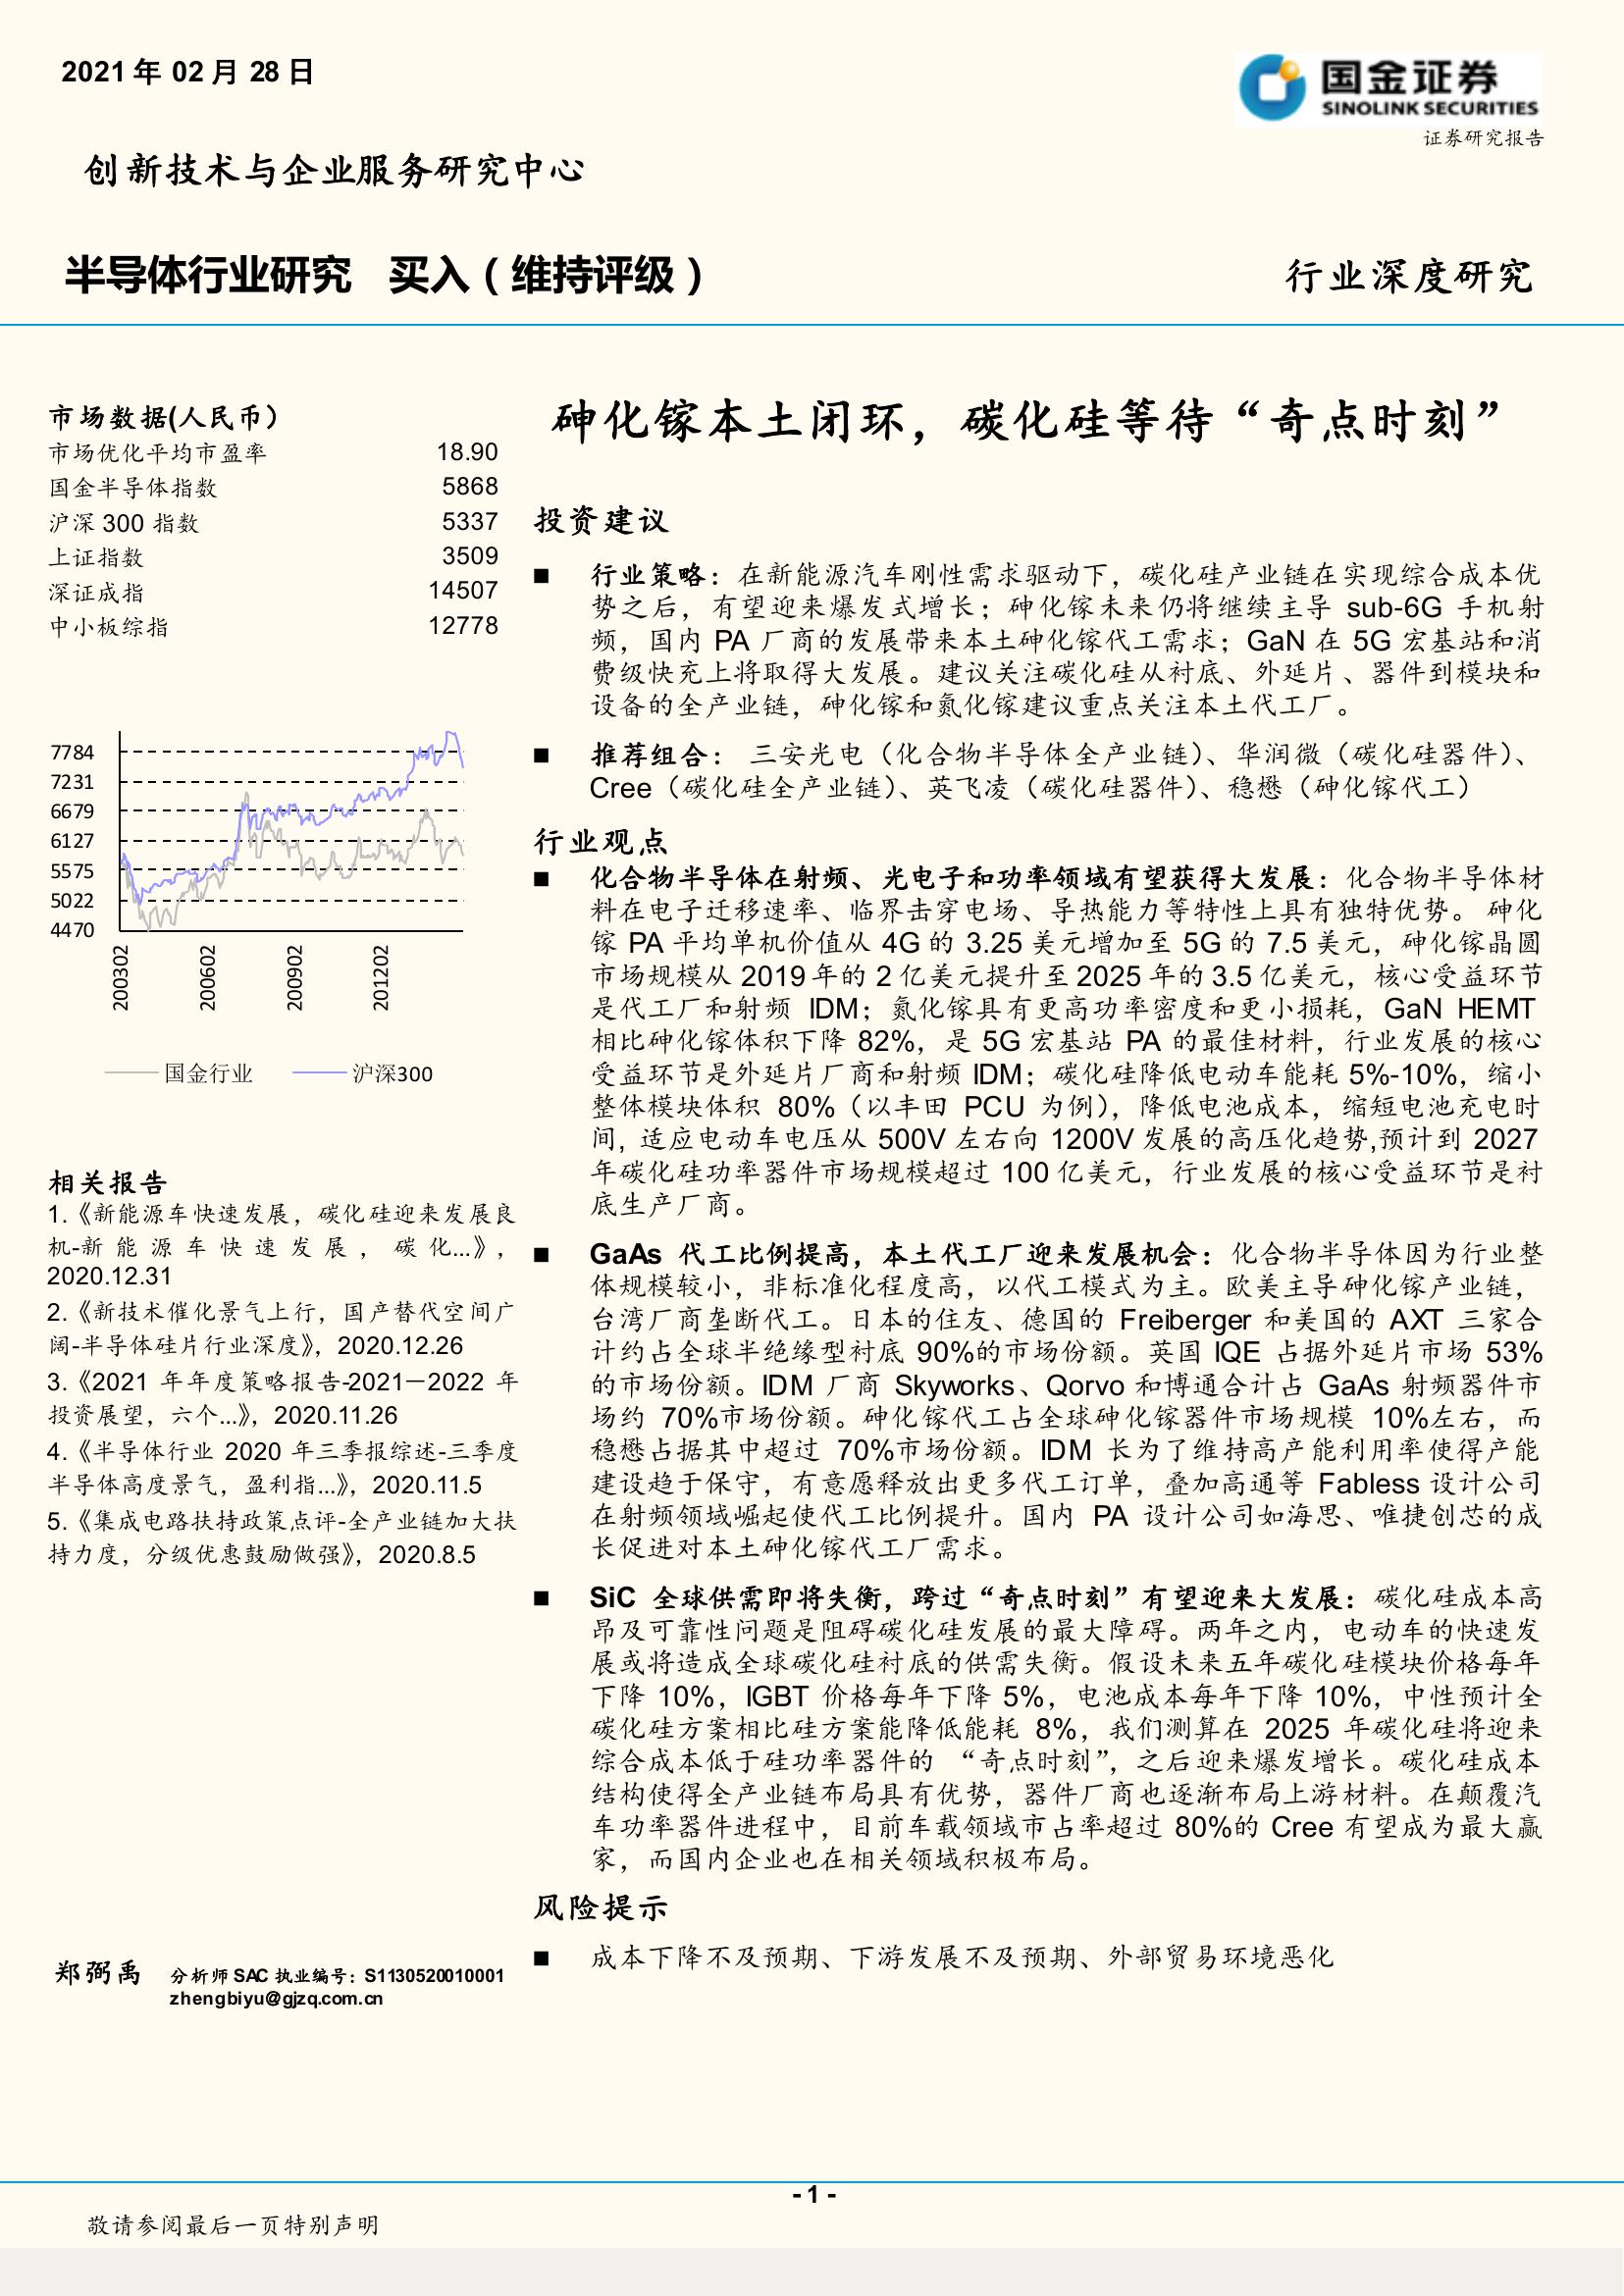 2021 年 02 月 28 日
国金证券
SINOLINK SECURITIES
证券研究报告
创新技术与企业服务研究中心
半导体行业研究 买入（维持评级）
行业深度研究
市场数据(人民币）
市场优化平均市盈率 18.90
国金半导体指数 5868
沪深 300 指数 5337
上证指数 3509
深证成指 14507
中小板综指 12778
7784
7231
6679
6127
5575
5022
4470
200302
200602
200902
201202
国金行业 沪深300
相关报告
1.《新能源车快速发展，碳化硅迎来发展良
机-新能源车快速发展，碳化...》，
2020.12.31
2.《新技术催化景气上行，国产替代空间广
阔-半导体硅片行业深度》，2020.12.26
3.《2021 年年度策略报告-2021－2022 年
投资展望，六个...》，2020.11.26
4.《半导体行业 2020 年三季报综述-三季度
半导体高度景气，盈利指...》，2020.11.5
5.《集成电路扶持政策点评-全产业链加大扶
持力度，分级优惠鼓励做强》，2020.8.5
郑弼禹 分析师 SAC 执业编号：S1130520010001
zhengbiyu@gjzq.com.cn
砷化镓本土闭环，碳化硅等待“奇点时刻”
投资建议
■ 行业策略：在新能源汽车刚性需求驱动下，碳化硅产业链在实现综合成本优
势之后，有望迎来爆发式增长；砷化镓未来仍将继续主导 sub-6G 手机射
频，国内 PA 厂商的发展带来本土砷化镓代工需求；GaN 在 5G 宏基站和消
费级快充上将取得大发展。建议关注碳化硅从衬底、外延片、器件到模块和
设备的全产业链，砷化镓和氮化镓建议重点关注本土代工厂。
■ 推荐组合： 三安光电（化合物半导体全产业链）、华润微（碳化硅器件）、
Cree（碳化硅全产业链）、英飞凌（碳化硅器件）、稳懋（砷化镓代工）
行业观点
■ 化合物半导体在射频、光电子和功率领域有望获得大发展：化合物半导体材
料在电子迁移速率、临界击穿电场、导热能力等特性上具有独特优势。 砷化
镓 PA 平均单机价值从 4G 的 3.25 美元增加至 5G 的 7.5 美元，砷化镓晶圆
市场规模从 2019 年的 2 亿美元提升至 2025 年的 3.5 亿美元，核心受益环节
是代工厂和射频 IDM；氮化镓具有更高功率密度和更小损耗，GaN HEMT
相比砷化镓体积下降 82%，是 5G 宏基站 PA 的最佳材料，行业发展的核心
受益环节是外延片厂商和射频 IDM；碳化硅降低电动车能耗 5%-10%，缩小
整体模块体积 80%（以丰田 PCU 为例），降低电池成本，缩短电池充电时
间, 适应电动车电压从 500V 左右向 1200V 发展的高压化趋势,预计到 2027
年碳化硅功率器件市场规模超过 100 亿美元，行业发展的核心受益环节是衬
底生产厂商。
■ GaAs 代工比例提高，本土代工厂迎来发展机会：化合物半导体因为行业整
体规模较小，非标准化程度高，以代工模式为主。欧美主导砷化镓产业链，
台湾厂商垄断代工。日本的住友、德国的 Freiberger 和美国的 AXT 三家合
计约占全球半绝缘型衬底 90%的市场份额。英国 IQE 占据外延片市场 53%
的市场份额。IDM 厂商 Skyworks、Qorvo 和博通合计占 GaAs 射频器件市
场约 70%市场份额。砷化镓代工占全球砷化镓器件市场规模 10%左右，而
稳懋占据其中超过 70%市场份额。IDM 长为了维持高产能利用率使得产能
建设趋于保守，有意愿释放出更多代工订单，叠加高通等 Fabless 设计公司
在射频领域崛起使代工比例提升。国内 PA 设计公司如海思、唯捷创芯的成
长促进对本土砷化镓代工厂需求。
■ SiC 全球供需即将失衡，跨过“奇点时刻”有望迎来大发展：碳化硅成本高
昂及可靠性问题是阻碍碳化硅发展的最大障碍。两年之内，电动车的快速发
展或将造成全球碳化硅衬底的供需失衡。假设未来五年碳化硅模块价格每年
下降 10%，IGBT 价格每年下降 5%，电池成本每年下降 10%，中性预计全
碳化硅方案相比硅方案能降低能耗 8%，我们测算在 2025 年碳化硅将迎来
综合成本低于硅功率器件的 “奇点时刻”，之后迎来爆发增长。碳化硅成本
结构使得全产业链布局具有优势，器件厂商也逐渐布局上游材料。在颠覆汽
车功率器件进程中，目前车载领域市占率超过 80%的 Cree 有望成为最大赢
家，而国内企业也在相关领域积极布局。
风险提示
■ 成本下降不及预期、下游发展不及预期、外部贸易环境恶化
- 1 -
敬请参阅最后一页特别声明